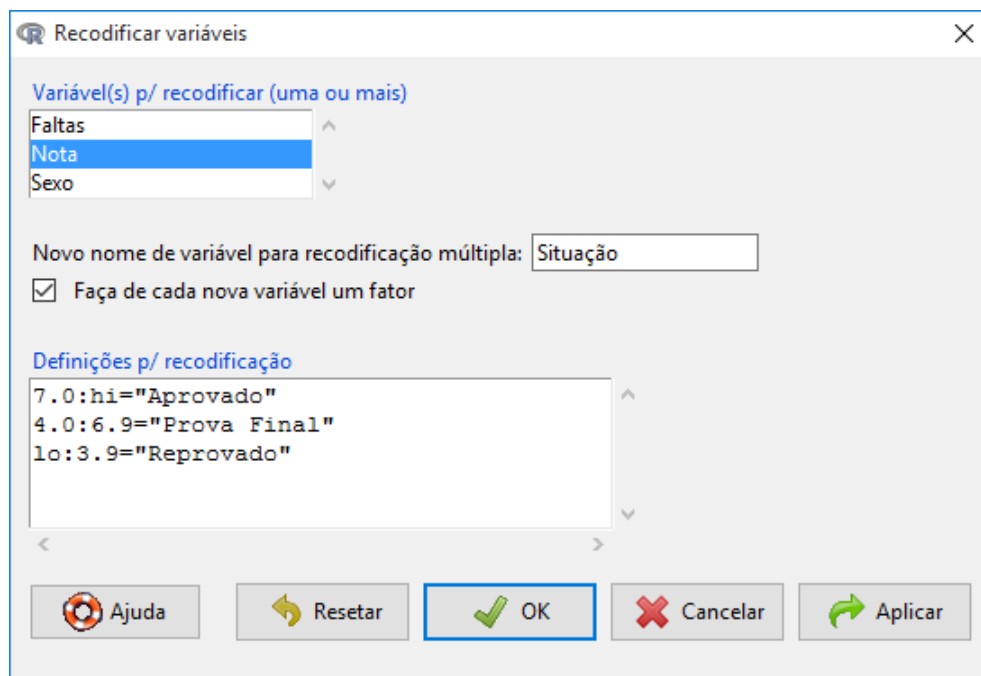 Recodificar variáveis
Variável(s) p/ recodificar (uma ou mais)
Faltas
Nota
Sexo
Novo nome de variável para recodificação múltipla: Situação
Faça de cada nova variável um fator
Definições p/ recodificação
7.0:hi="Aprovado"
4.0:6.9="Prova Final"
lo:3.9="Reprovado"
Ajuda Resetar OK Cancelar Aplicar